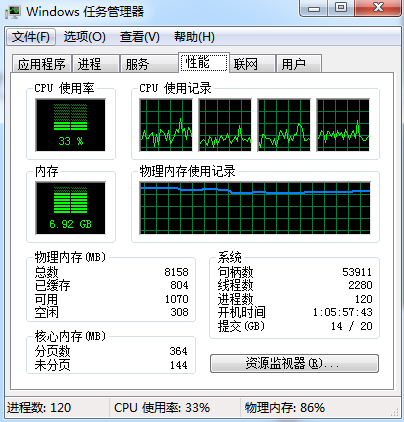 Windows 任务管理器
文件(F) 选项(O) 查看(V) 帮助(H)
应用程序 进程 服务 性能 联网 用户
CPU 使用率 CPU 使用记录
33 %
内存 物理内存使用记录
6.92 GB
物理内存(MB)
总数 8158
已缓存 804
可用 1070
空闲 308
系统
句柄数 53911
线程数 2280
进程数 120
开机时间 1:05:57:43
提交(GB) 14 / 20
核心内存(MB)
分页数 364
未分页 144
资源监视器(R)...
进程数: 120 CPU 使用率: 33% 物理内存: 86%